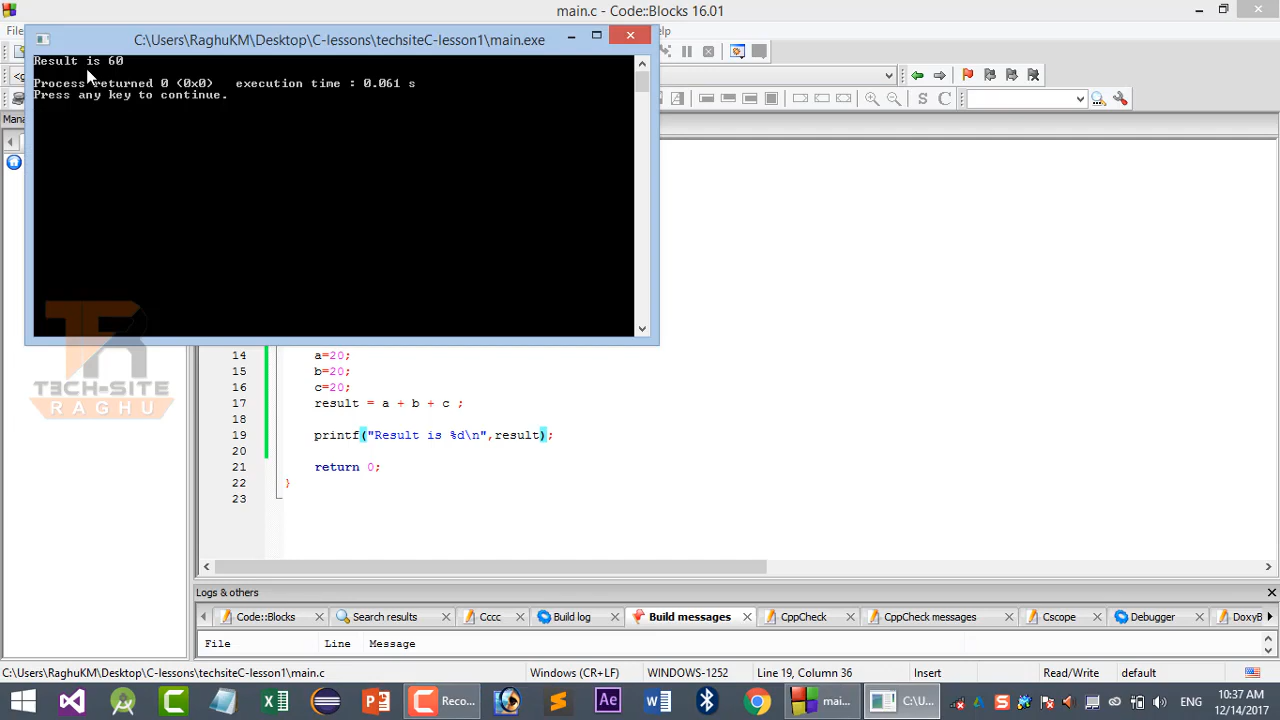 main.c - Code::Blocks 16.01
C:\Users\RaghuKM\Desktop\C-lessons\techsiteC-lesson1\main.exe
Result is 60
Process returned 0 (0x0) execution time : 0.061 s
Press any key to continue.
S C
TECH-SITE
RAGHU
14 a=20;
15 b=20;
16 c=20;
17 result = a + b + c ;
18
19 printf("Result is %d\n",result);
20
21 return 0;
22 }
23
Logs & others
Code::Blocks Search results Cccc Build log Build messages CppCheck CppCheck messages Cscope Debugger DoxyB
File Line Message
C:\Users\RaghuKM\Desktop\C-lessons\techsiteC-lesson1\main.c Windows (CR+LF) WINDOWS-1252 Line 19, Column 36 Insert Read/Write default
Reco... mai... C:\U... ENG 10:37 AM
12/14/2017